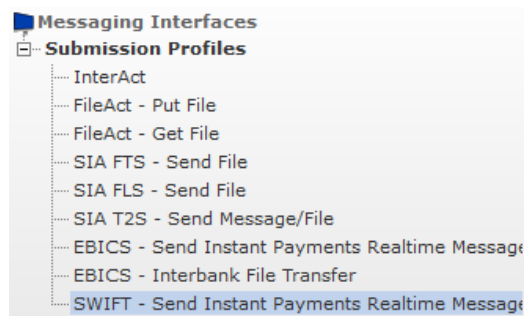 Messaging Interfaces
Submission Profiles
InterAct
FileAct - Put File
FileAct - Get File
SIA FTS - Send File
SIA FLS - Send File
SIA T2S - Send Message/File
EBICS - Send Instant Payments Realtime Message
EBICS - Interbank File Transfer
SWIFT - Send Instant Payments Realtime Message